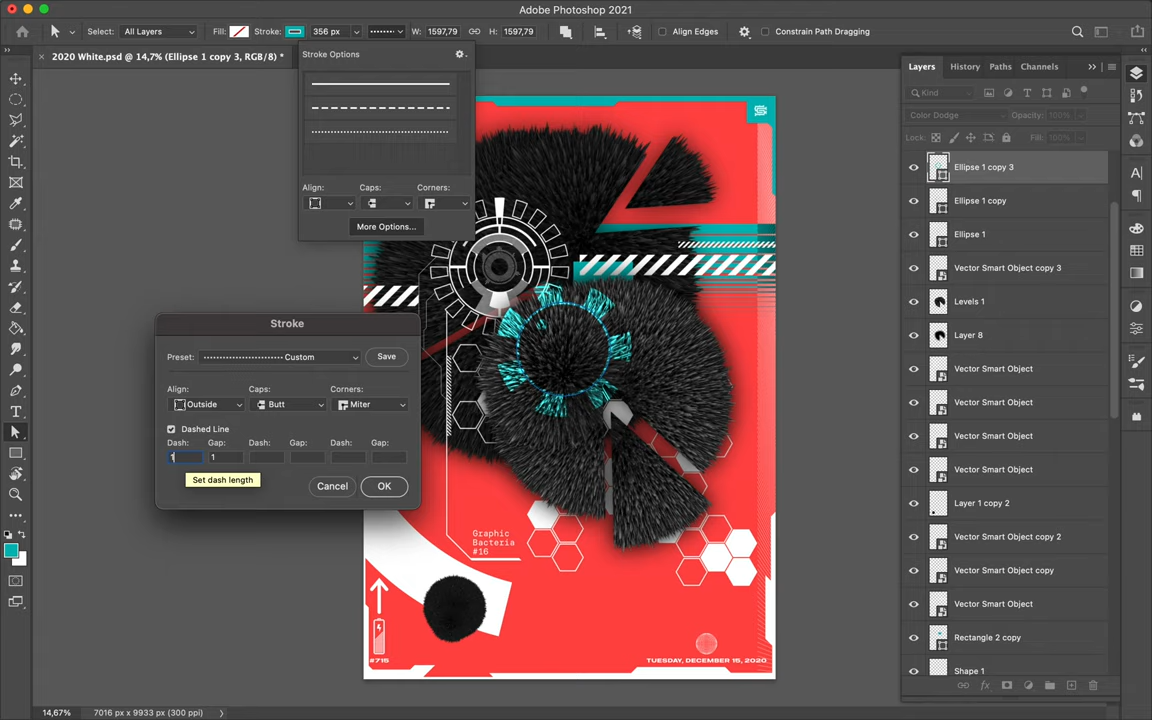 Adobe Photoshop 2021
Select: All Layers Fill: Stroke: 356 px W: 1597,79 H: 1597,79 Align Edges Constrain Path Dragging
2020 White.psd @ 14,7% (Ellipse 1 copy 3, RGB/8) *
Stroke Options
Align: Caps: Corners:
More Options...
Stroke
Preset: Custom Save
Align: Caps: Corners:
Outside Butt Miter
Dashed Line
Dash: Gap: Dash: Gap: Dash: Gap:
1 1
Set dash length
Cancel OK
Graphic
Bacteria
#16
#715
TUESDAY, DECEMBER 15, 2020
Layers History Paths Channels
Kind
Color Dodge Opacity: 100%
Lock: Fill: 100%
Ellipse 1 copy 3
Ellipse 1 copy
Ellipse 1
Vector Smart Object copy 3
Levels 1
Layer 8
Vector Smart Object
Vector Smart Object
Vector Smart Object
Vector Smart Object
Layer 1 copy 2
Vector Smart Object copy 2
Vector Smart Object copy
Vector Smart Object
Rectangle 2 copy
Shape 1
14,67% 7016 px x 9933 px (300 ppi)